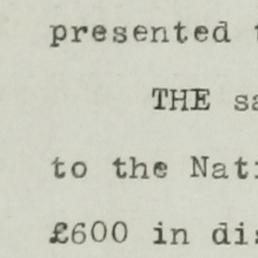 presented
THE
to the
£600 in